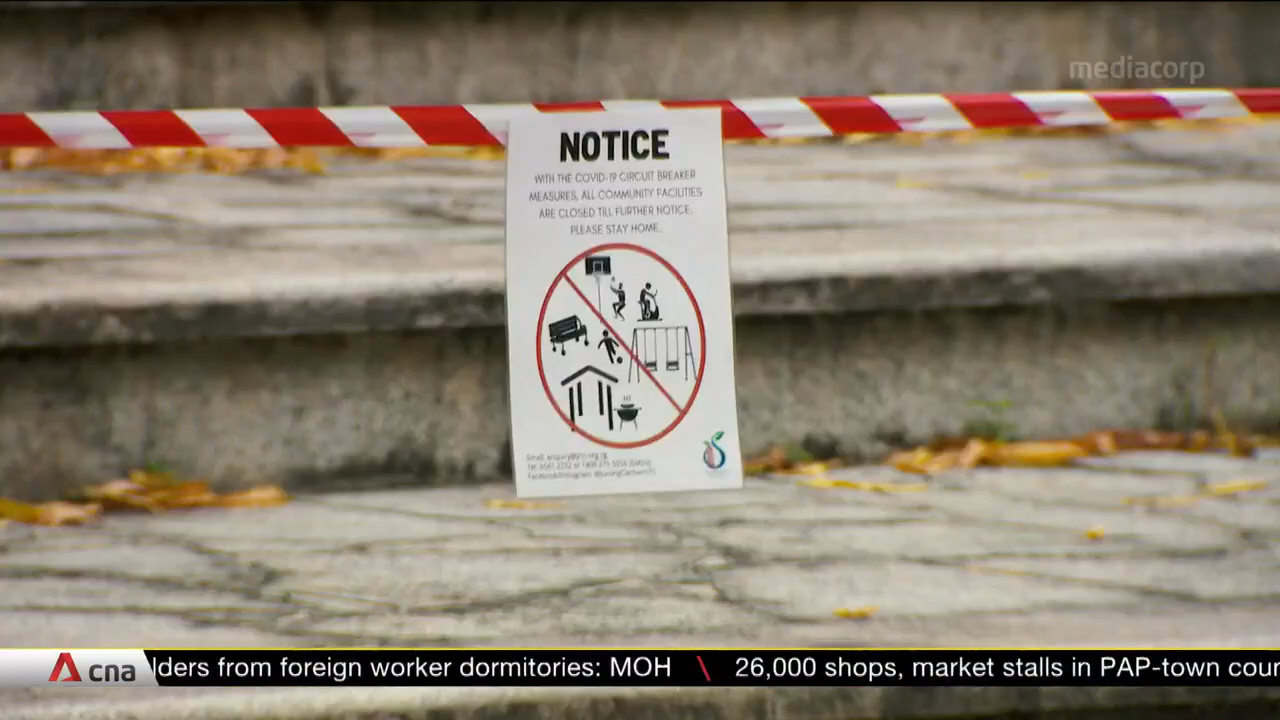 mediacorp
NOTICE
WITH THE COVID-19 CIRCUIT BREAKER
MEASURES, ALL COMMUNITY FACILITIES
ARE CLOSED TILL FURTHER NOTICE.
PLEASE STAY HOME.
cna
lders from foreign worker dormitories: MOH \ 26,000 shops, market stalls in PAP-town cour